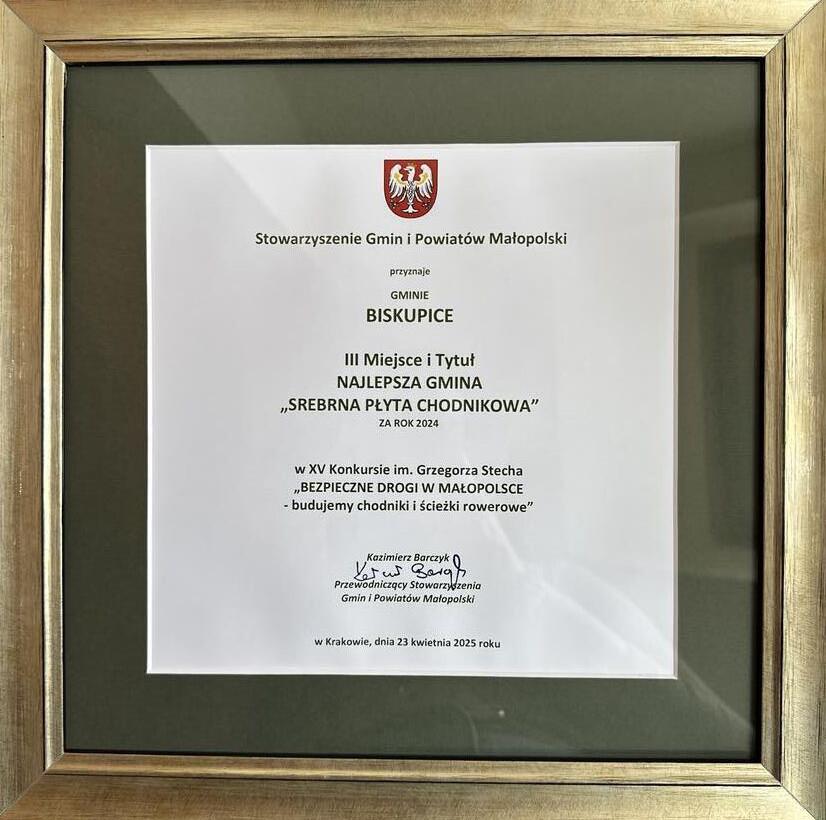 Stowarzyszenie Gmin i Powiatów Małopolski
przyznaje
GMINIE
BISKUPICE
III Miejsce i Tytuł
NAJLEPSZA GMINA
„SREBRNA PŁYTA CHODNIKOWA”
ZA ROK 2024
w XV Konkursie im. Grzegorza Stecha
„BEZPIECZNE DROGI W MAŁOPOLSCE
- budujemy chodniki i ścieżki rowerowe”
Kazimierz Barczyk
Przewodniczący Stowarzyszenia
Gmin i Powiatów Małopolski
w Krakowie, dnia 23 kwietnia 2025 roku